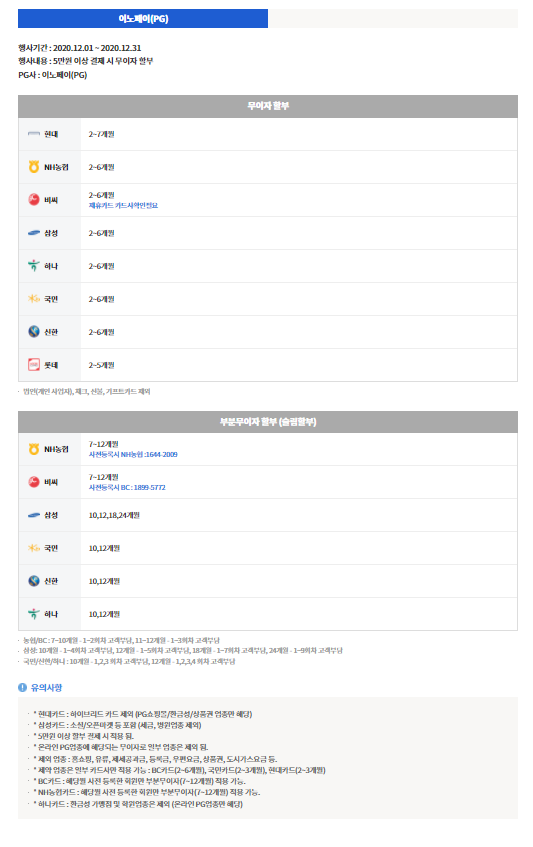 이노페이(PG)
행사기간 : 2020.12.01 ~ 2020.12.31
행사내용 : 5만원 이상 결제 시 무이자 할부
PG사 : 이노페이(PG)
무이자 할부
현대 2~7개월
NH농협 2~6개월
비씨 2~6개월
제휴카드 카드사확인필요
삼성 2~6개월
하나 2~6개월
국민 2~6개월
신한 2~6개월
롯데 2~5개월
· 법인(개인 사업자), 체크, 선불, 기프트카드 제외
부분무이자 할부 (슬림할부)
NH농협 7~12개월
사전등록시 NH농협 :1644-2009
비씨 7~12개월
사전등록시 BC : 1899-5772
삼성 10,12,18,24개월
국민 10,12개월
신한 10,12개월
하나 10,12개월
· 농협/BC : 7~10개월 - 1~2회차 고객부담, 11~12개월 - 1~3회차 고객부담
· 삼성: 10개월 - 1~4회차 고객부담, 12개월 - 1~5회차 고객부담, 18개월 - 1~7회차 고객부담, 24개월 - 1~9회차 고객부담
· 국민/신한/하나 : 10개월 - 1,2,3 회차 고객부담, 12개월 - 1,2,3,4 회차 고객부담
! 유의사항
· * 현대카드 : 하이브리드 카드 제외 (PG쇼핑몰/환금성/상품권 업종만 해당)
· * 삼성카드 : 소셜/오픈마켓 등 포함 (세금, 병원업종 제외)
· * 5만원 이상 할부 결제 시 적용 됨.
· * 온라인 PG업종에 해당되는 무이자로 일부 업종은 제외 됨.
· * 제외 업종 : 홈쇼핑, 유류, 제세공과금, 등록금, 우편요금, 상품권, 도시가스요금 등.
· * 제약 업종은 일부 카드사만 적용 가능 : BC카드(2~6개월), 국민카드(2~3개월), 현대카드(2~3개월)
· * BC카드 : 해당월 사전 등록한 회원만 부분무이자(7~12개월) 적용 가능.
· * NH농협카드 : 해당월 사전 등록한 회원만 부분무이자(7~12개월) 적용 가능.
· * 하나카드 : 환금성 가맹점 및 학원업종은 제외 (온라인 PG업종만 해당)